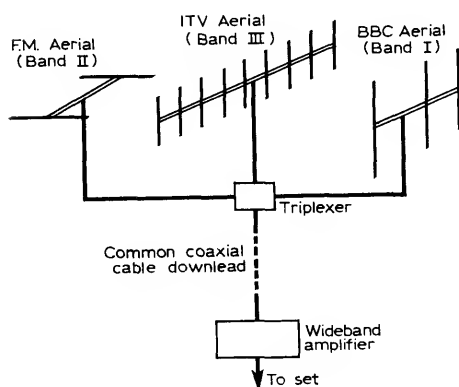 F.M. Aerial
(Band II)
ITV Aerial
(Band III)
BBC Aerial
(Band I)
Triplexer
Common coaxial
cable downlead
Wideband
amplifier
To set